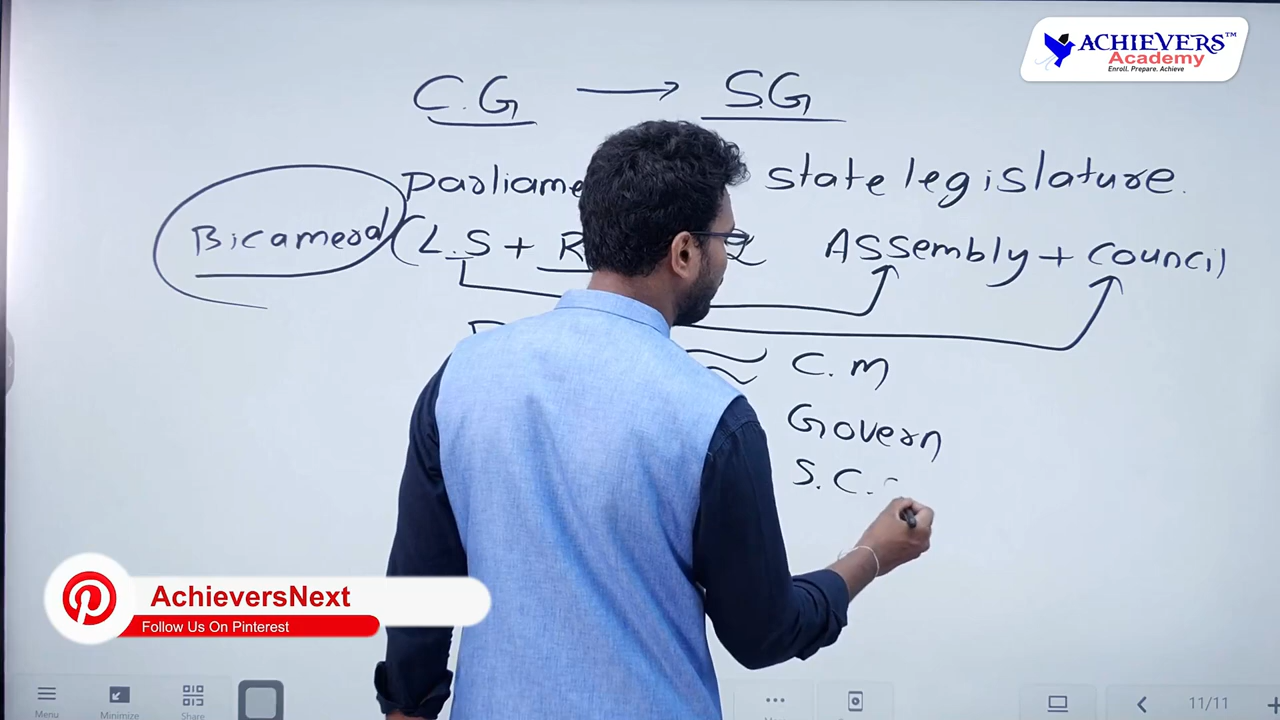 ACHIEVERS™
Academy
Enroll. Prepare. Achieve
C.G → S.G
parliame state legislature.
Bicameral (L.S + R Assembly + Council
C.M
Govern
S.C.
AchieversNext
Follow Us On Pinterest
Menu Minimize Share 11/11